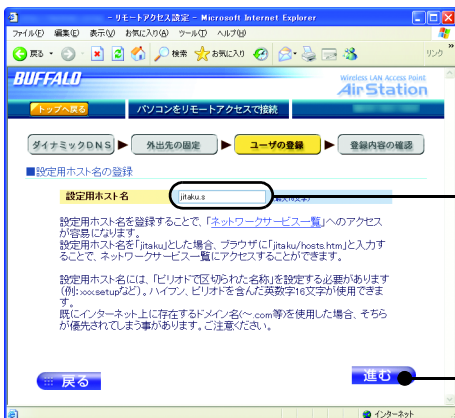 - リモートアクセス設定 - Microsoft Internet Explorer
ファイル(F) 編集(E) 表示(V) お気に入り(A) ツール(T) ヘルプ(H)
戻る 検索 お気に入り リンク
BUFFALO
Wireless LAN Access Point
AirStation
トップへ戻る パソコンをリモートアクセスで接続
ダイナミックDNS 外出先の固定 ユーザの登録 登録内容の確認
■設定用ホスト名の登録
設定用ホスト名 jitaku.s
設定用ホスト名を登録することで、「ネットワークサービス一覧」へのアクセス
が容易になります。
設定用ホスト名を「jitaku」とした場合、ブラウザに「jitaku/hosts.htm」と入力す
ることで、ネットワークサービス一覧にアクセスすることができます。
設定用ホスト名には、「ピリオドで区切られた名称」を設定する必要があります
(例:xxx.setupなど)。ハイフン、ピリオドを含んだ英数字16文字が使用できま
す。
既にインターネット上に存在するドメイン名(～.com等)を使用した場合、そちら
が優先されてしまう事があります。ご注意ください。
戻る 進む
インターネット